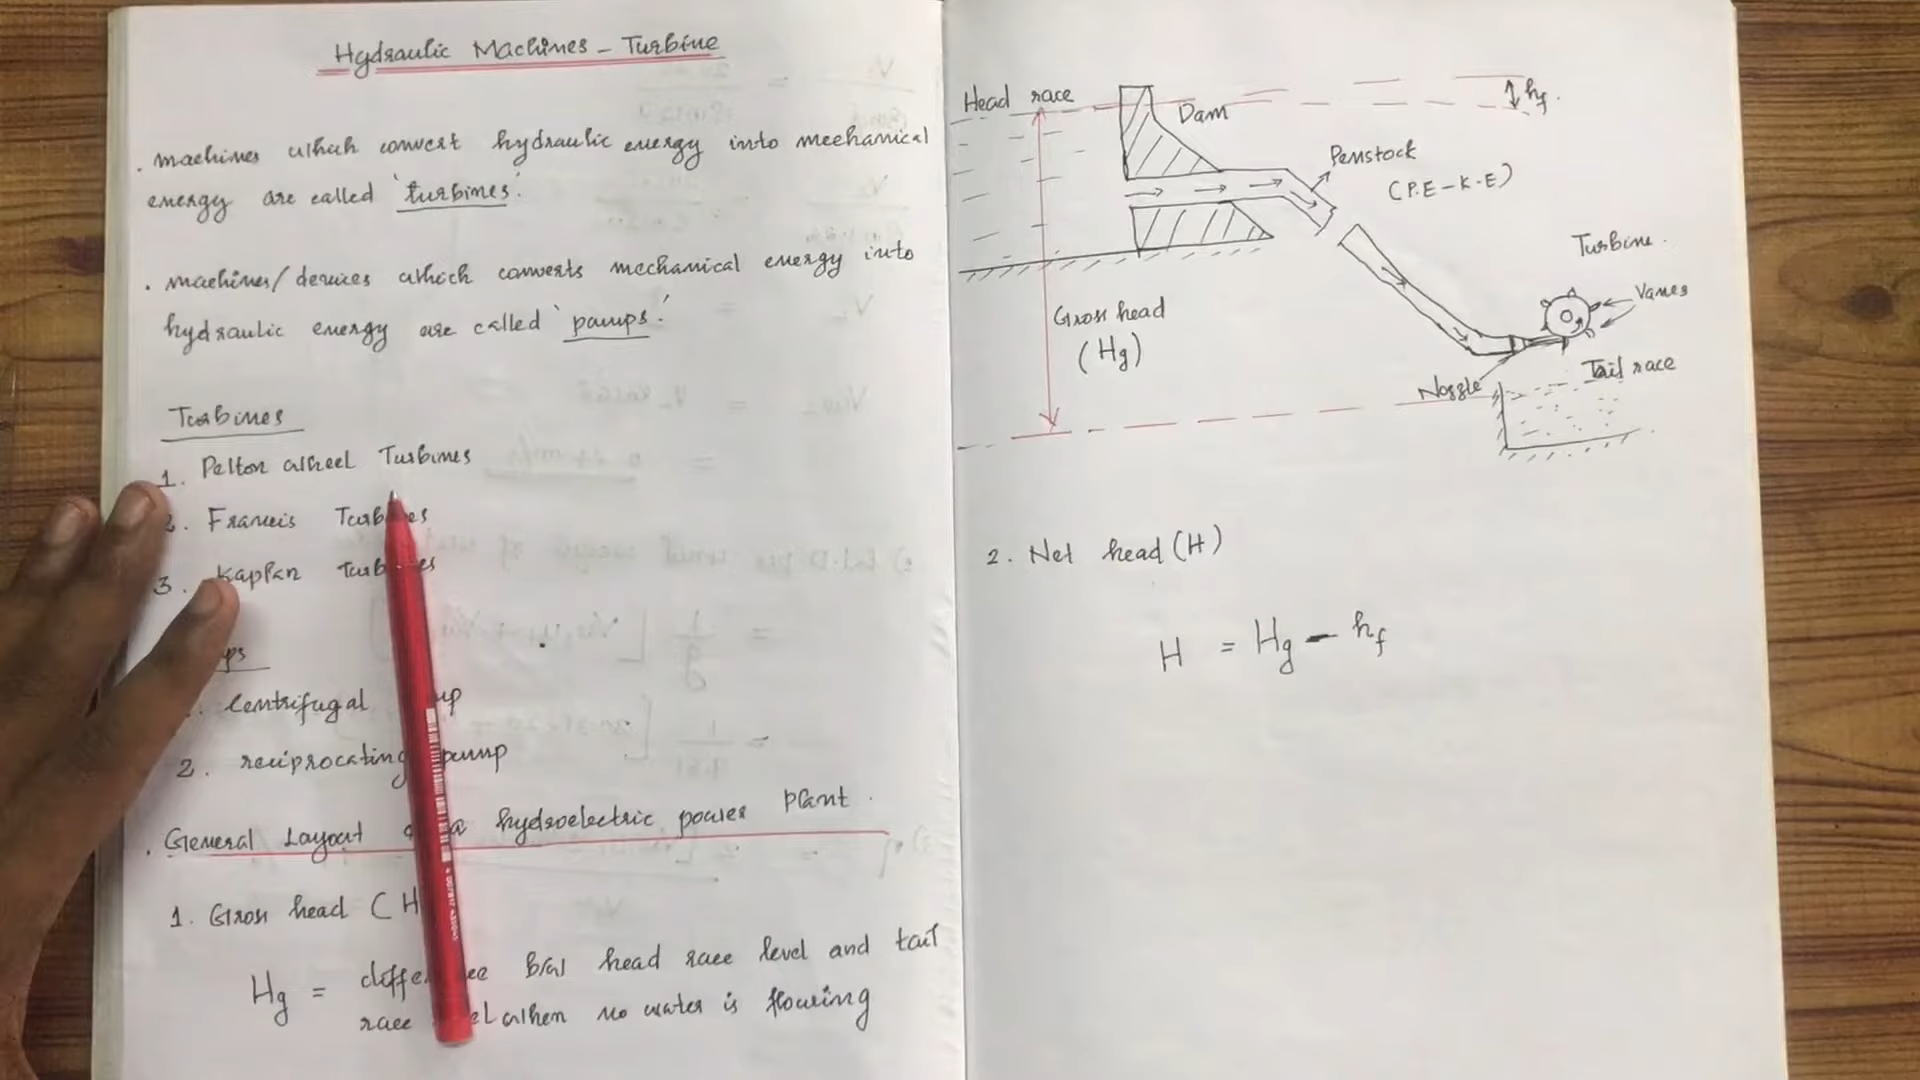 Hydraulic Machines - Turbine
. machines which convert hydraulic energy into mechanical
energy are called 'turbines'.
. machines/devices which converts mechanical energy into
hydraulic energy are called 'pumps'.
Turbines
1. Pelton wheel Turbines
2. Francis Turbines
3. Kaplan Turbines
Centrifugal
2. reciprocating pump
. General Layout hydroelectric power plant.
1. Gross head (H
Hg = b/w head race level and tail
race when no water is flowing
Head race
Dam
hf.
Penstock
(P.E-K.E)
Turbine.
Vanes
Gross head
(Hg)
Nozzle
Tail race
2. Net head (H)
H = Hg - hf